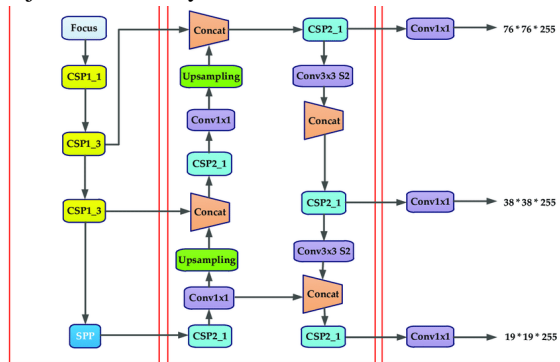 Focus
CSP1_1
CSP1_3
CSP1_3
SPP
Concat
Upsampling
Conv1x1
CSP2_1
Concat
Upsampling
Conv1x1
CSP2_1
CSP2_1
Conv3x3 S2
Concat
CSP2_1
Conv3x3 S2
Concat
CSP2_1
Conv1x1
76*76*255
Conv1x1
38*38*255
Conv1x1
19*19*255